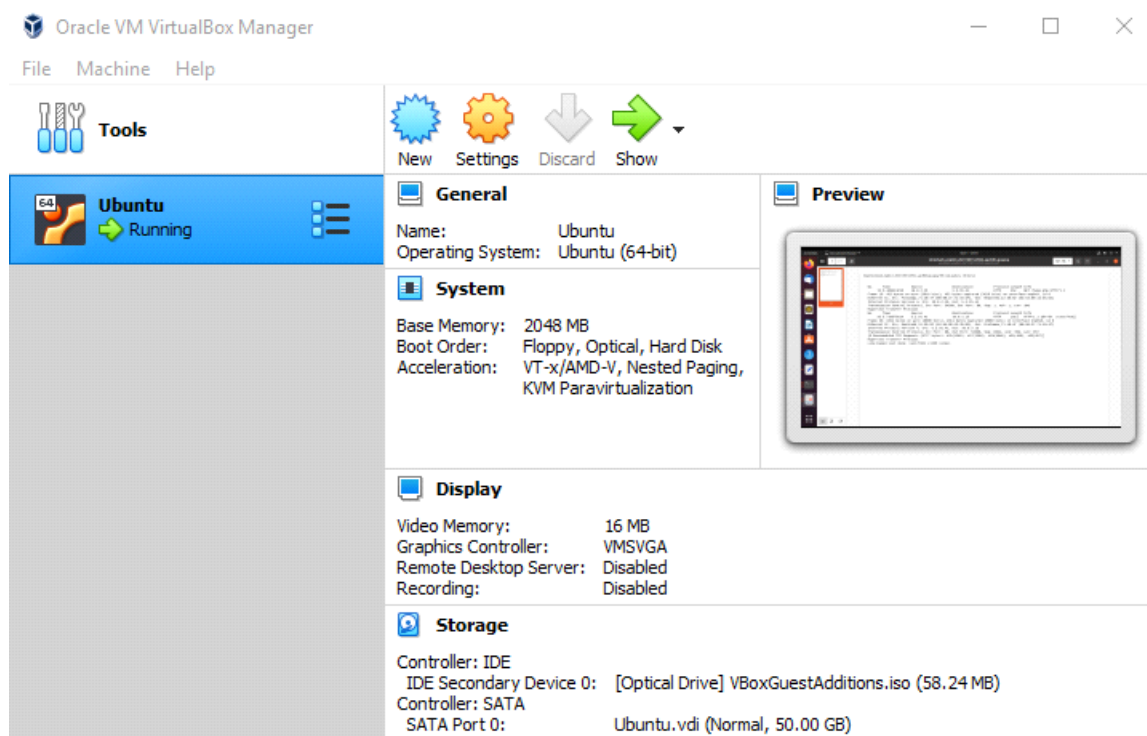 Oracle VM VirtualBox Manager
File Machine Help
Tools
New Settings Discard Show
64
Ubuntu
Running
General
Name: Ubuntu
Operating System: Ubuntu (64-bit)
System
Base Memory: 2048 MB
Boot Order: Floppy, Optical, Hard Disk
Acceleration: VT-x/AMD-V, Nested Paging,
KVM Paravirtualization
Preview
Display
Video Memory: 16 MB
Graphics Controller: VMSVGA
Remote Desktop Server: Disabled
Recording: Disabled
Storage
Controller: IDE
IDE Secondary Device 0: [Optical Drive] VBoxGuestAdditions.iso (58.24 MB)
Controller: SATA
SATA Port 0: Ubuntu.vdi (Normal, 50.00 GB)